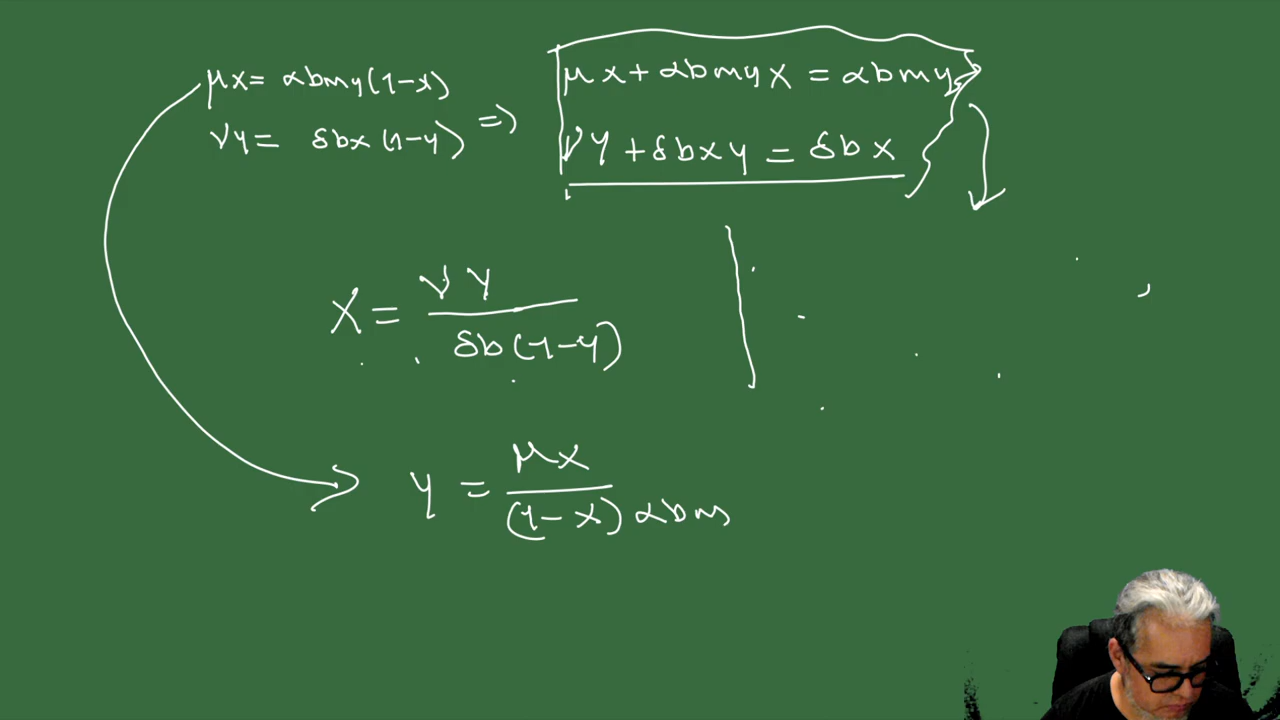 μx = αbmy(1-x)
νy = δbx(1-y) =>
μx + αbmyx = αbmy
νy + δbxy = δbx
x = νy / δb(1-y)
y = μx / (1-x)αbm